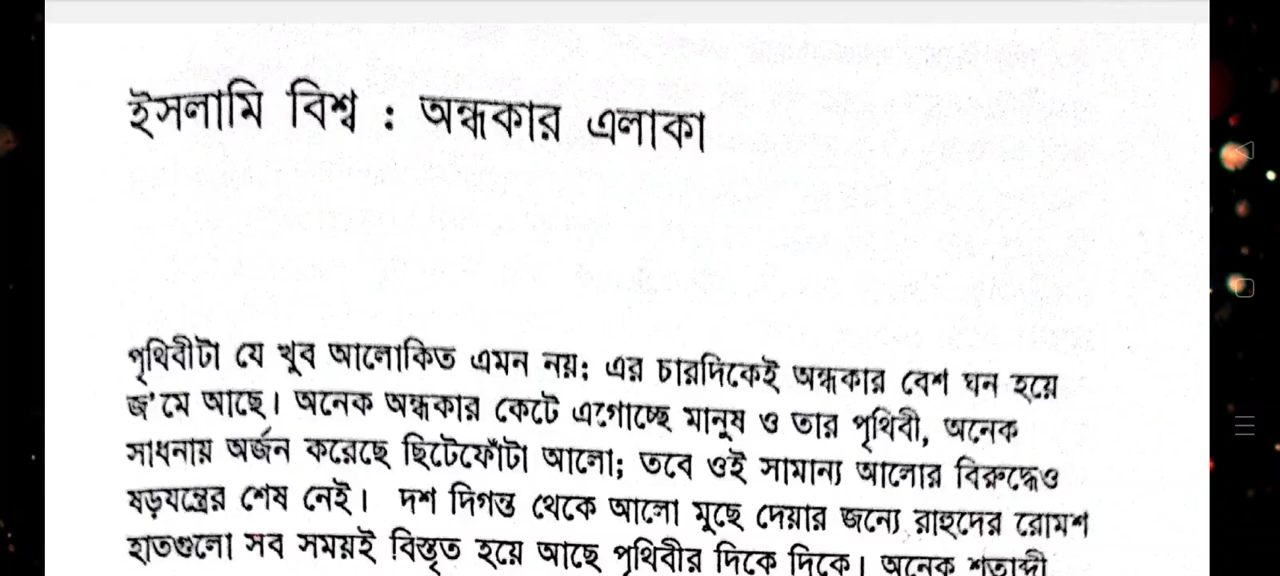 ইসলামি বিশ্ব : অন্ধকার এলাকা
পৃথিবীটা যে খুব আলোকিত এমন নয়; এর চারদিকেই অন্ধকার বেশ ঘন হয়ে
জ'মে আছে। অনেক অন্ধকার কেটে এগোচ্ছে মানুষ ও তার পৃথিবী, অনেক
সাধনায় অর্জন করেছে ছিটেফোঁটা আলো; তবে ওই সামান্য আলোর বিরুদ্ধেও
ষড়যন্ত্রের শেষ নেই। দশ দিগন্ত থেকে আলো মুছে দেয়ার জন্যে রাহুদের রোমশ
হাতগুলো সব সময়ই বিস্তৃত হয়ে আছে পৃথিবীর দিকে দিকে। অনেক শতাব্দী